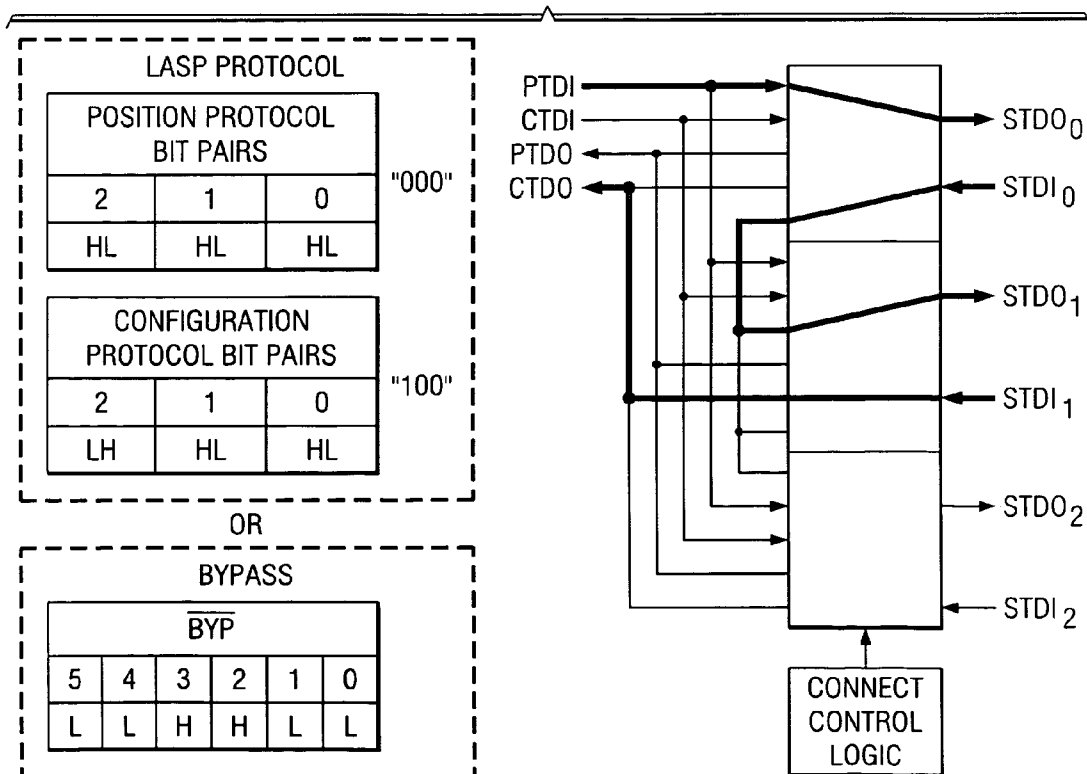 LASP PROTOCOL
POSITION PROTOCOL
BIT PAIRS
2 1 0
HL HL HL
"000"
CONFIGURATION
PROTOCOL BIT PAIRS
2 1 0
LH HL HL
"100"
OR
BYPASS
BYP
5 4 3 2 1 0
L L H H L L
PTDI
CTDI
PTDO
CTDO
STDO0
STDI0
STDO1
STDI1
STDO2
STDI2
CONNECT
CONTROL
LOGIC